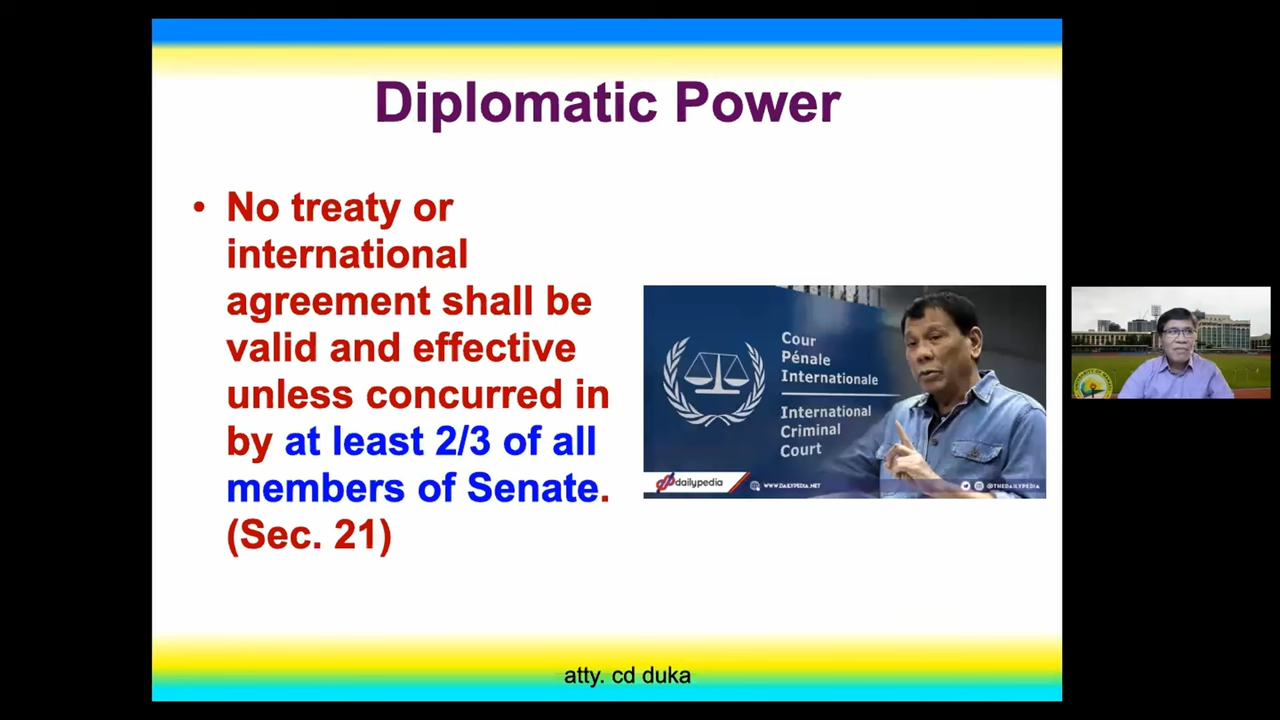 Diplomatic Power
• No treaty or
international
agreement shall be
valid and effective
unless concurred in
by at least 2/3 of all
members of Senate.
(Sec. 21)
Cour
Pénale
Internationale
International
Criminal
Court
dailypedia
WWW.DAILYPEDIA.NET
@THEDAILYPEDIA
atty. cd duka